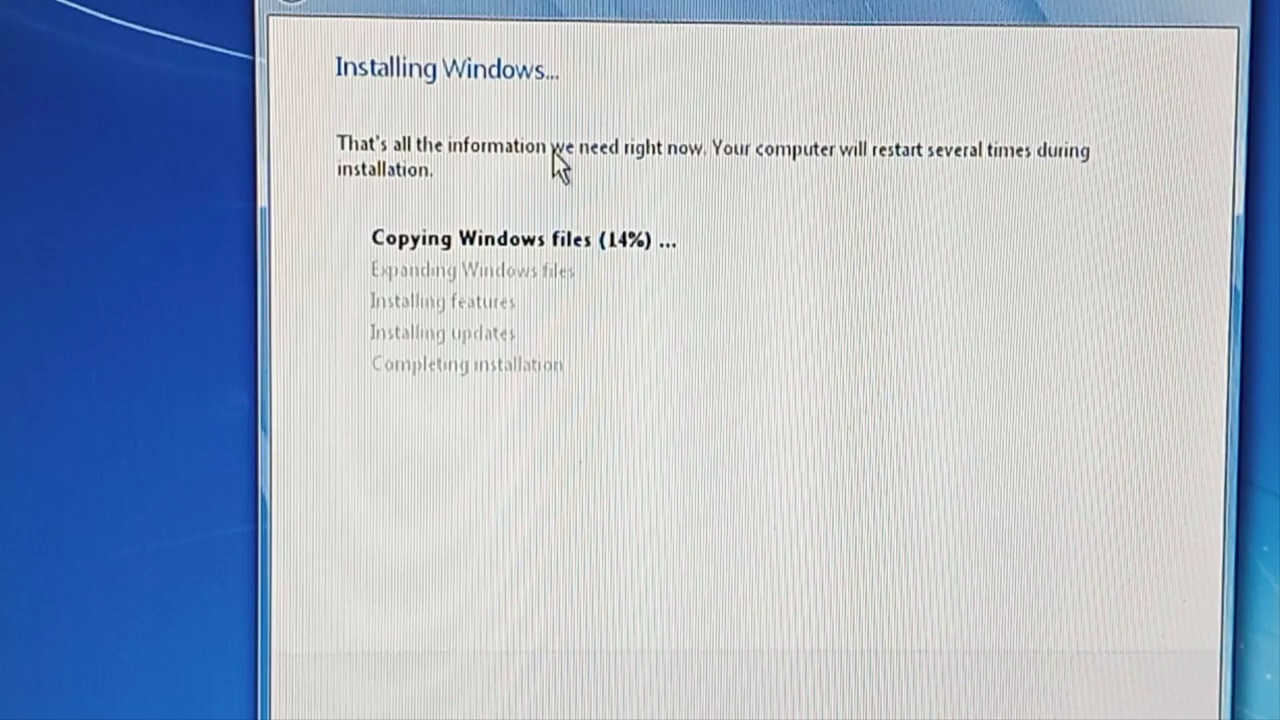 Installing Windows...
That's all the information we need right now. Your computer will restart several times during
installation.
Copying Windows files (14%) ...
Expanding Windows files
Installing features
Installing updates
Completing installation